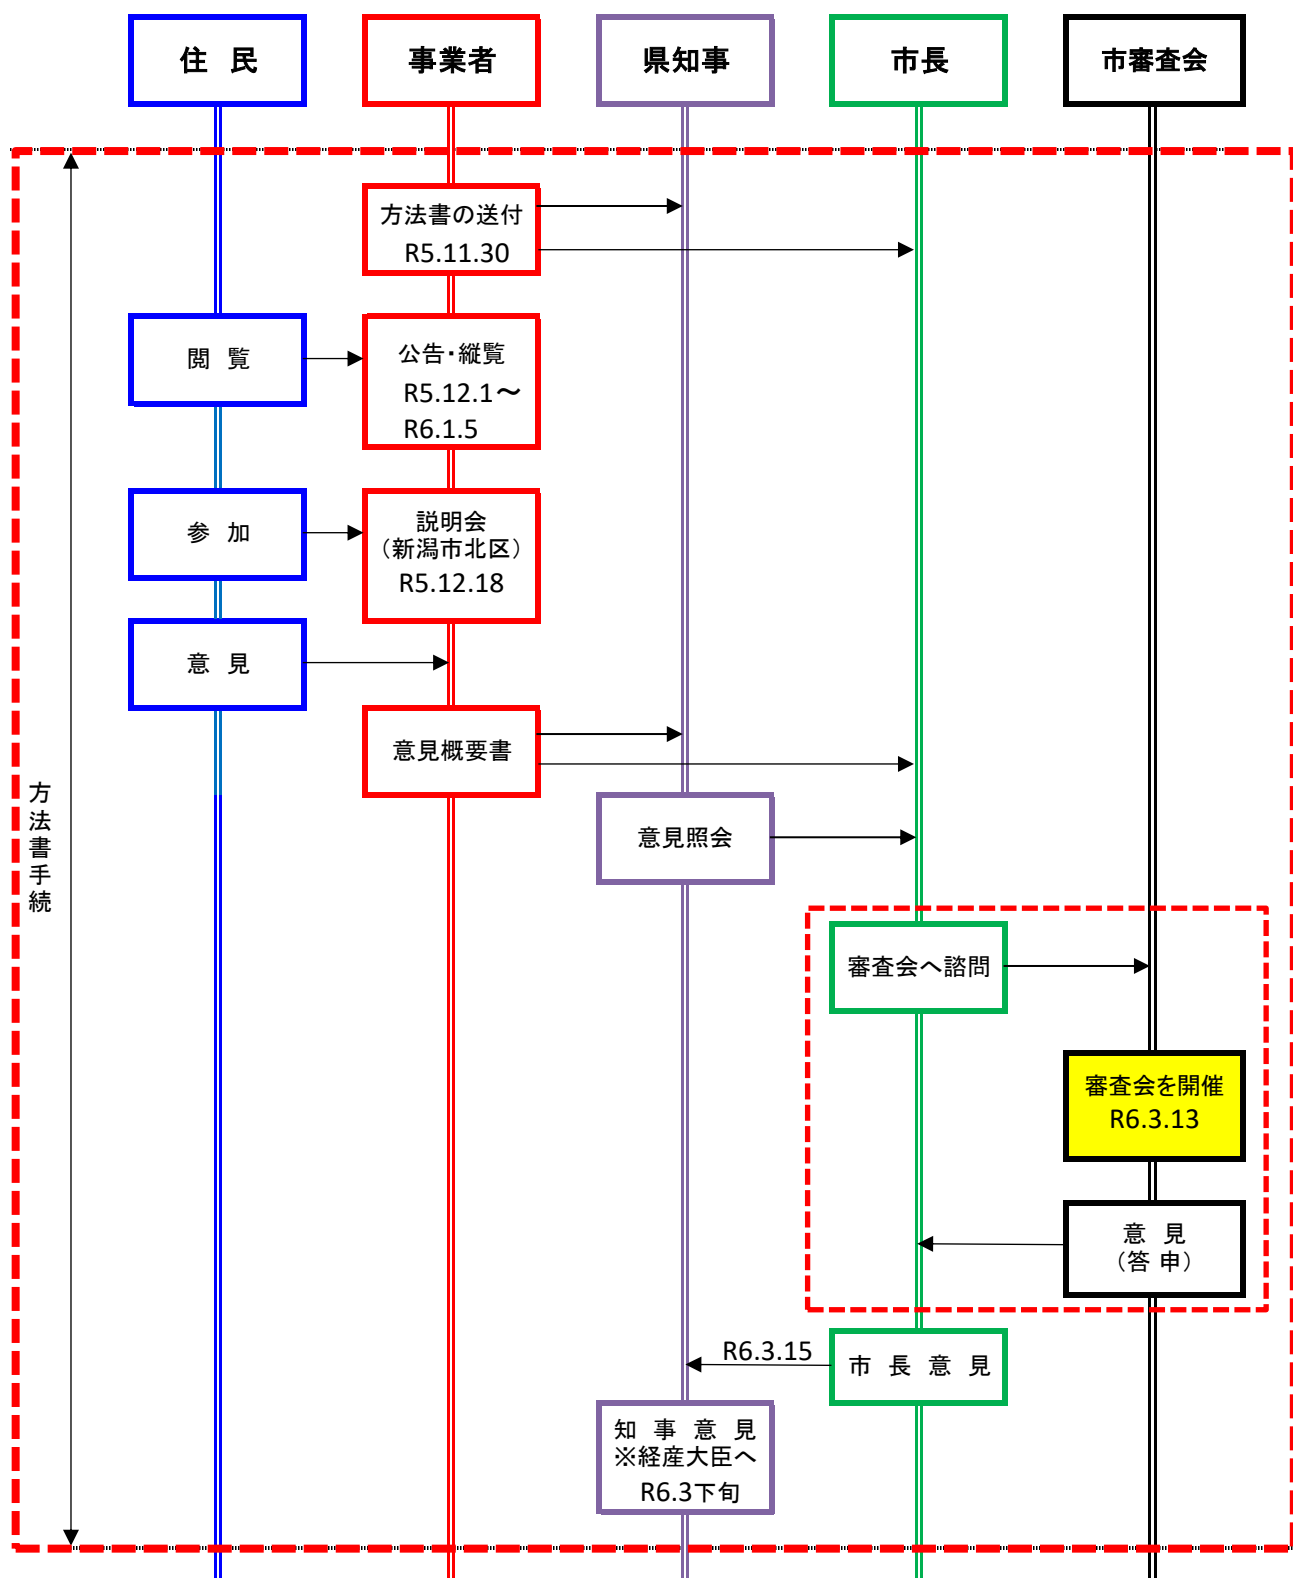 住 民
事業者
県知事
市長
市審査会
方法書の送付
R5.11.30
閲 覧
公告・縦覧
R5.12.1～
R6.1.5
参 加
説明会
（新潟市北区）
R5.12.18
意 見
意見概要書
方法書手続
意見照会
審査会へ諮問
審査会を開催
R6.3.13
意 見
（答 申）
R6.3.15
市 長 意 見
知 事 意 見
※経産大臣へ
R6.3下旬